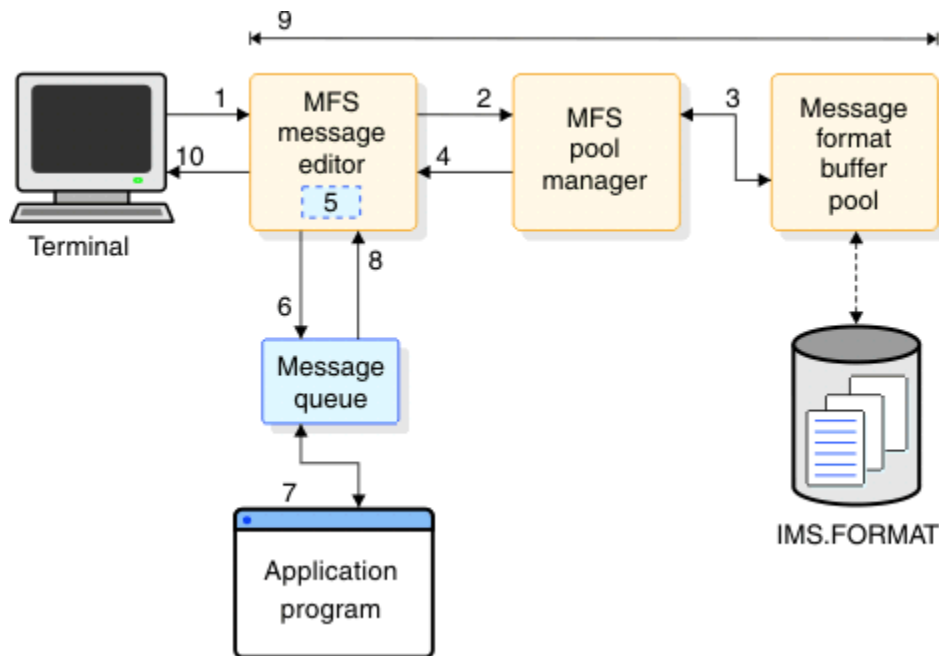 9
1
MFS
message
editor
2
MFS
pool
manager
3
Message
format
buffer
pool
10
4
5
Terminal
8
6
Message
queue
7
IMS.FORMAT
Application
program